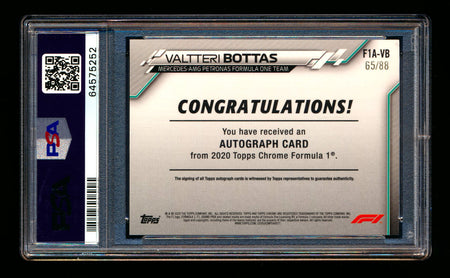 64575252
PSA
VALTTERI BOTTAS
MERCEDES-AMG PETRONAS FORMULA ONE TEAM
F1A-VB
65/88
CONGRATULATIONS!
You have received an
AUTOGRAPH CARD
from 2020 Topps Chrome Formula 1®.
The signing of all Topps autograph cards is witnessed by Topps representatives to guarantee authenticity.
Topps
F1